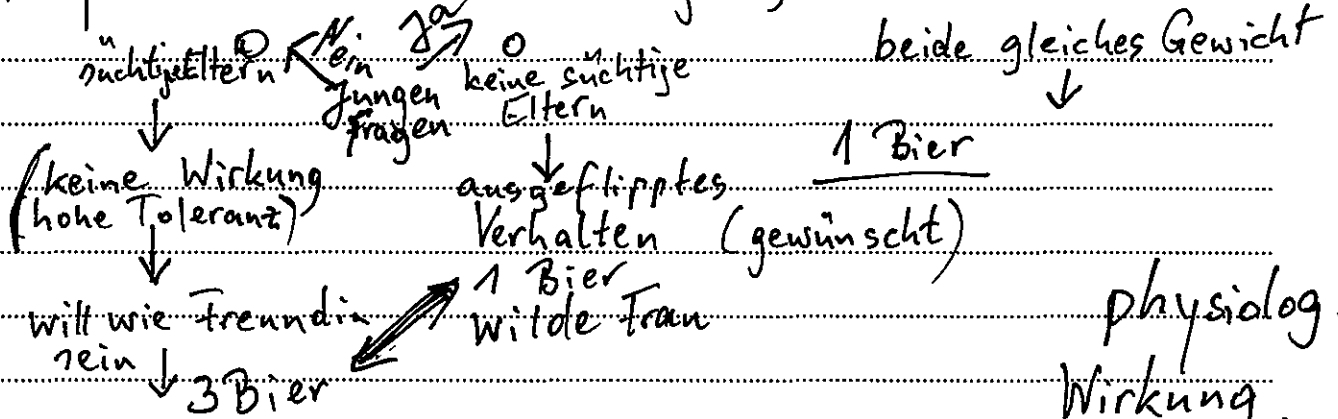 süchtige Eltern
Nein
Ja
Jungen
fragen
keine süchtige
Eltern
beide gleiches Gewicht
1 Bier
(keine Wirkung
hohe Toleranz)
ausgeflipptes
Verhalten (gewünscht)
will wie Freundin
sein
3 Bier
1 Bier
wilde Frau
physiolog.
Wirkung